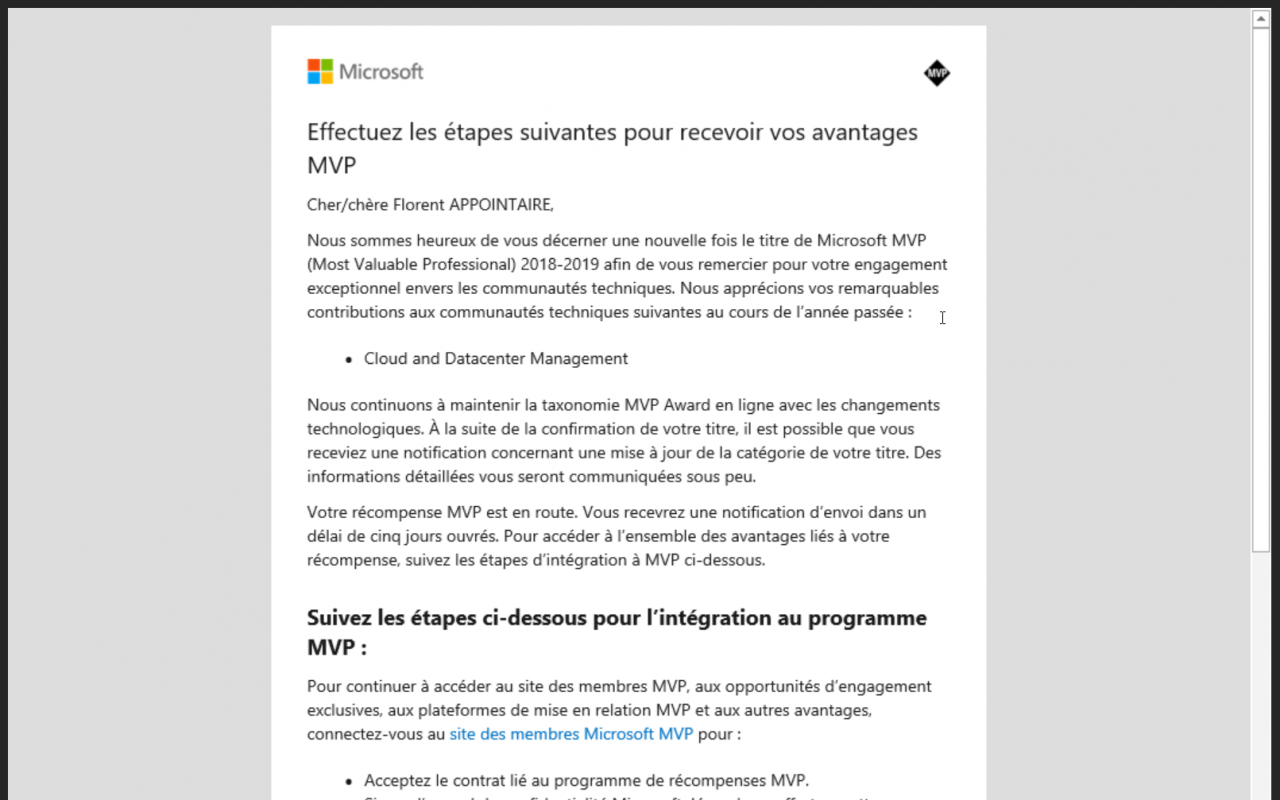 Microsoft
MVP
Effectuez les étapes suivantes pour recevoir vos avantages
MVP
Cher/chère Florent APPOINTAIRE,
Nous sommes heureux de vous décerner une nouvelle fois le titre de Microsoft MVP
(Most Valuable Professional) 2018-2019 afin de vous remercier pour votre engagement
exceptionnel envers les communautés techniques. Nous apprécions vos remarquables
contributions aux communautés techniques suivantes au cours de l’année passée :
• Cloud and Datacenter Management
Nous continuons à maintenir la taxonomie MVP Award en ligne avec les changements
technologiques. À la suite de la confirmation de votre titre, il est possible que vous
receviez une notification concernant une mise à jour de la catégorie de votre titre. Des
informations détaillées vous seront communiquées sous peu.
Votre récompense MVP est en route. Vous recevrez une notification d’envoi dans un
délai de cinq jours ouvrés. Pour accéder à l’ensemble des avantages liés à votre
récompense, suivez les étapes d’intégration à MVP ci-dessous.
Suivez les étapes ci-dessous pour l’intégration au programme
MVP :
Pour continuer à accéder au site des membres MVP, aux opportunités d’engagement
exclusives, aux plateformes de mise en relation MVP et aux autres avantages,
connectez-vous au site des membres Microsoft MVP pour :
• Acceptez le contrat lié au programme de récompenses MVP.